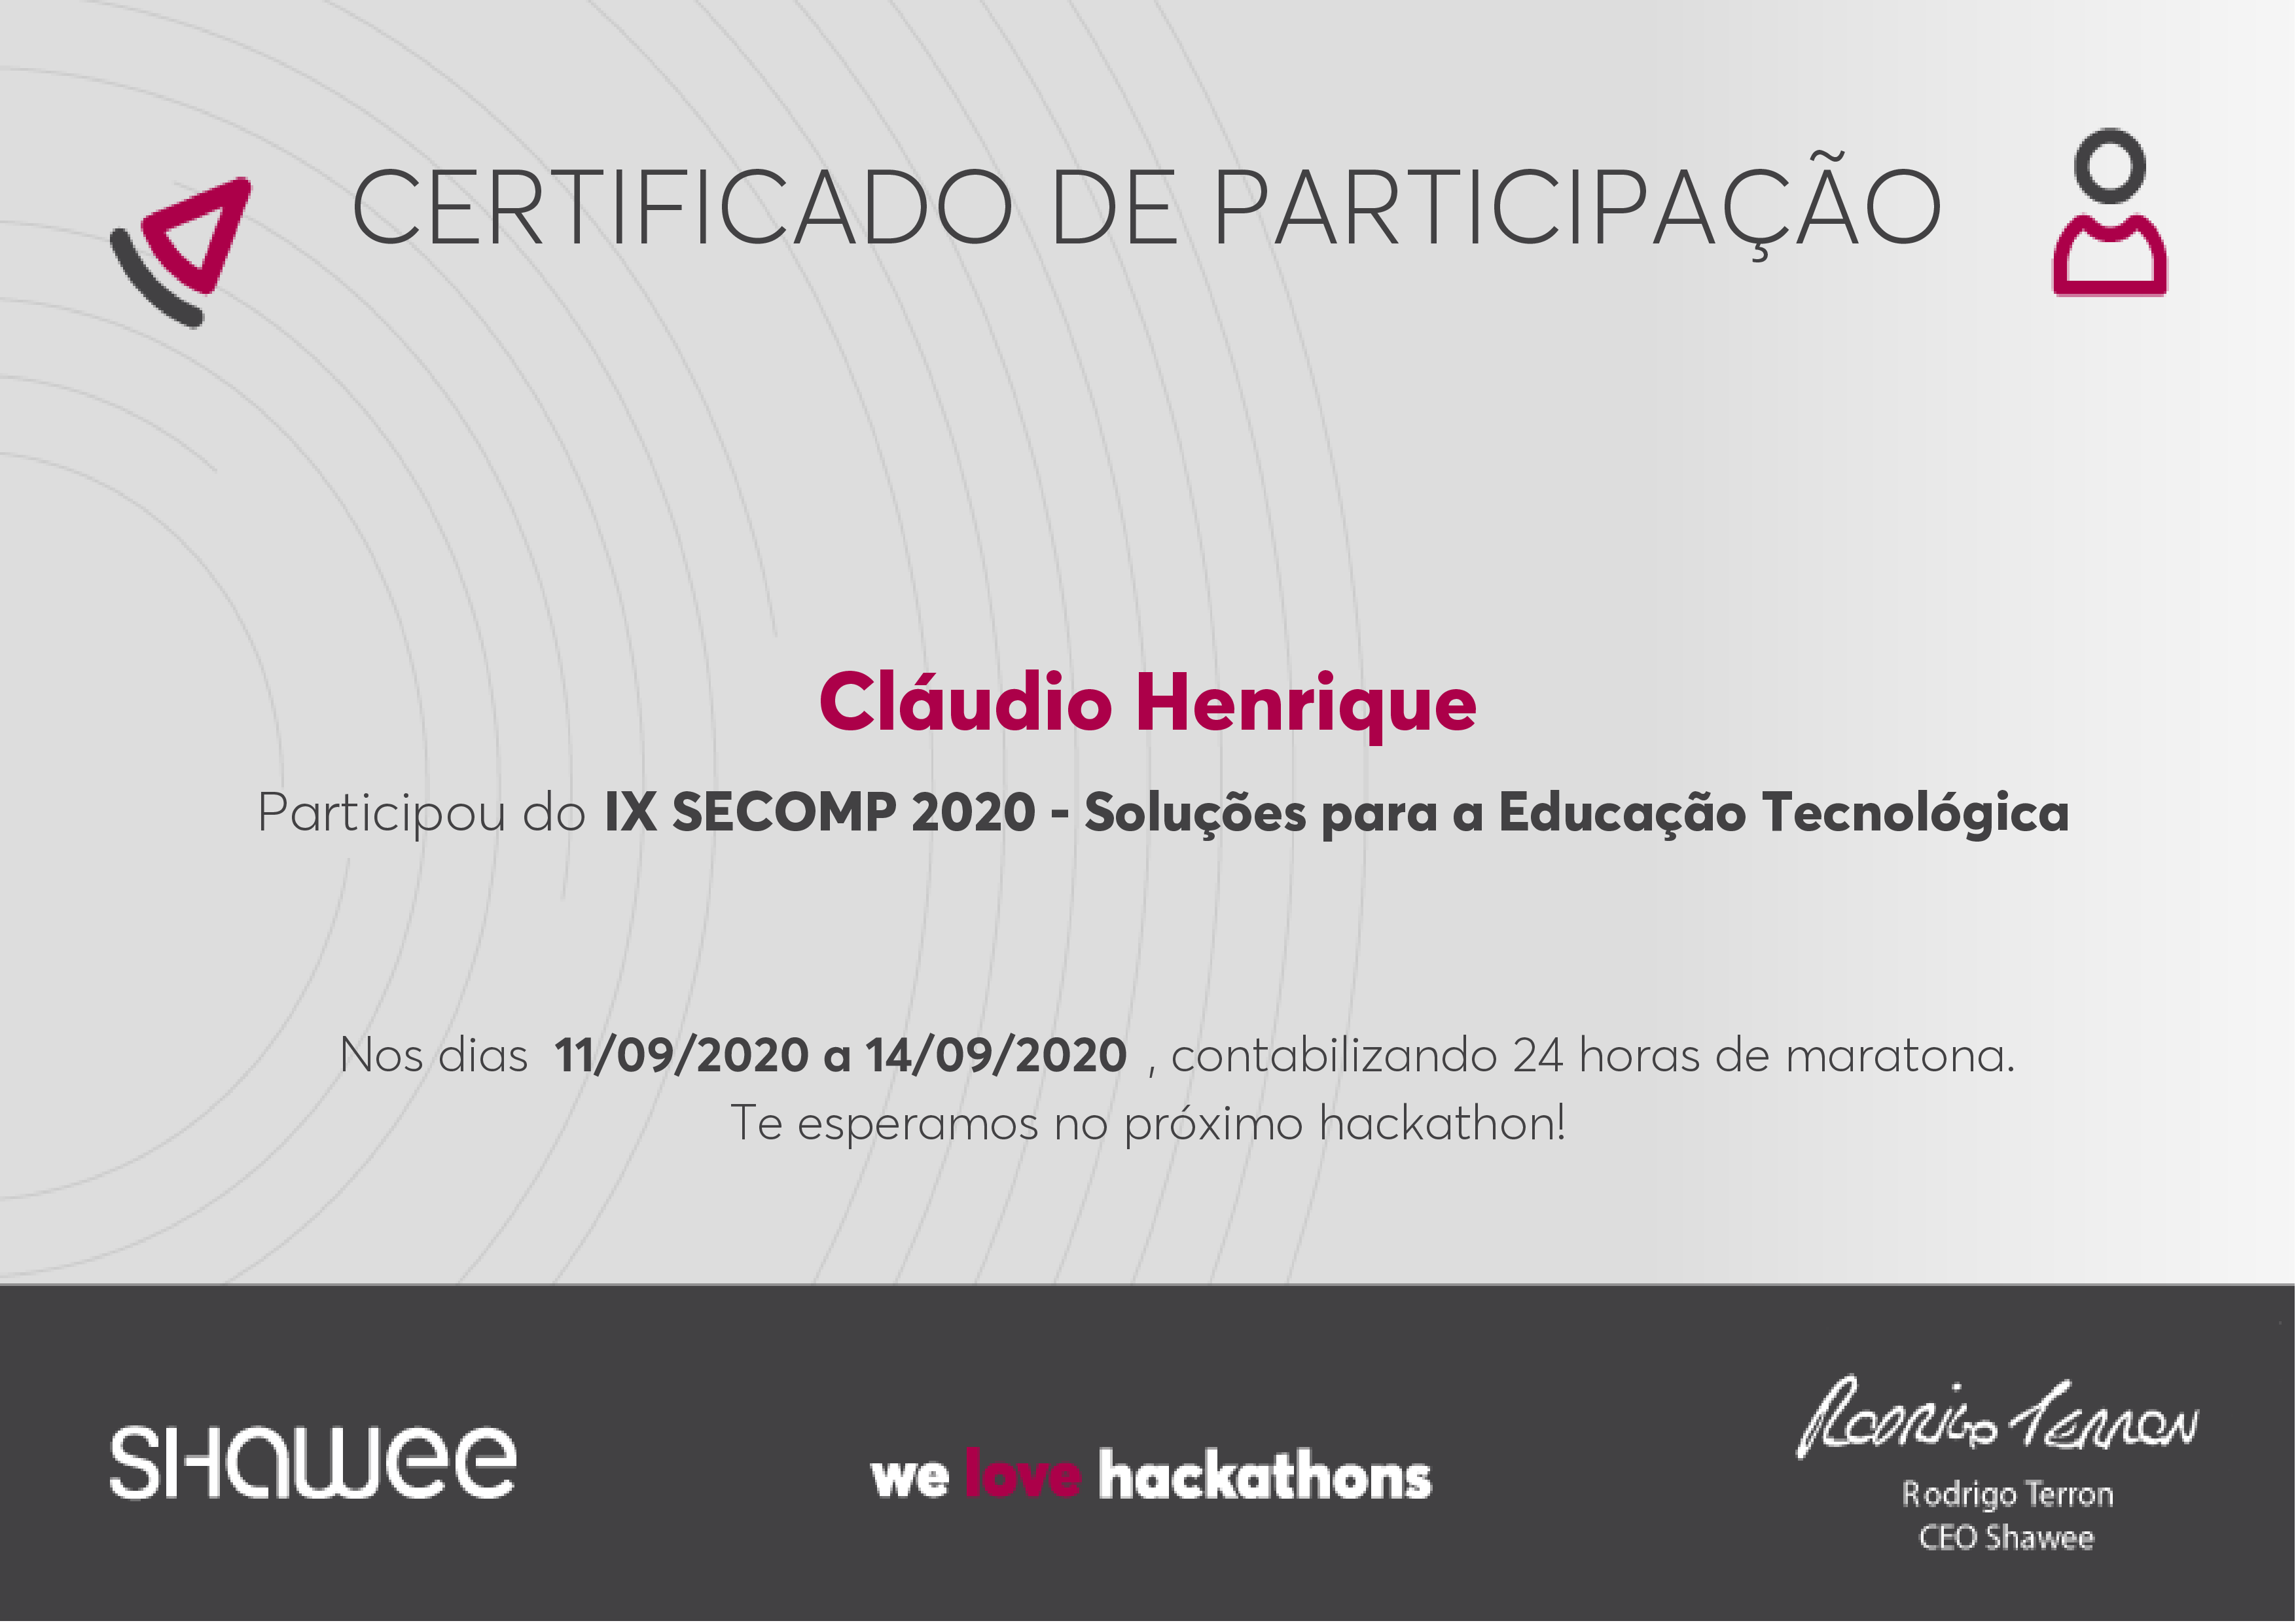 CERTIFICADO DE PARTICIPAÇÃO
Cláudio Henrique
Participou do IX SECOMP 2020 - Soluções para a Educação Tecnológica
Nos dias 11/09/2020 a 14/09/2020 , contabilizando 24 horas de maratona.
Te esperamos no próximo hackathon!
SHAWEE
we love hackathons
Rodrigo Terron
Rodrigo Terron
CEO Shawee